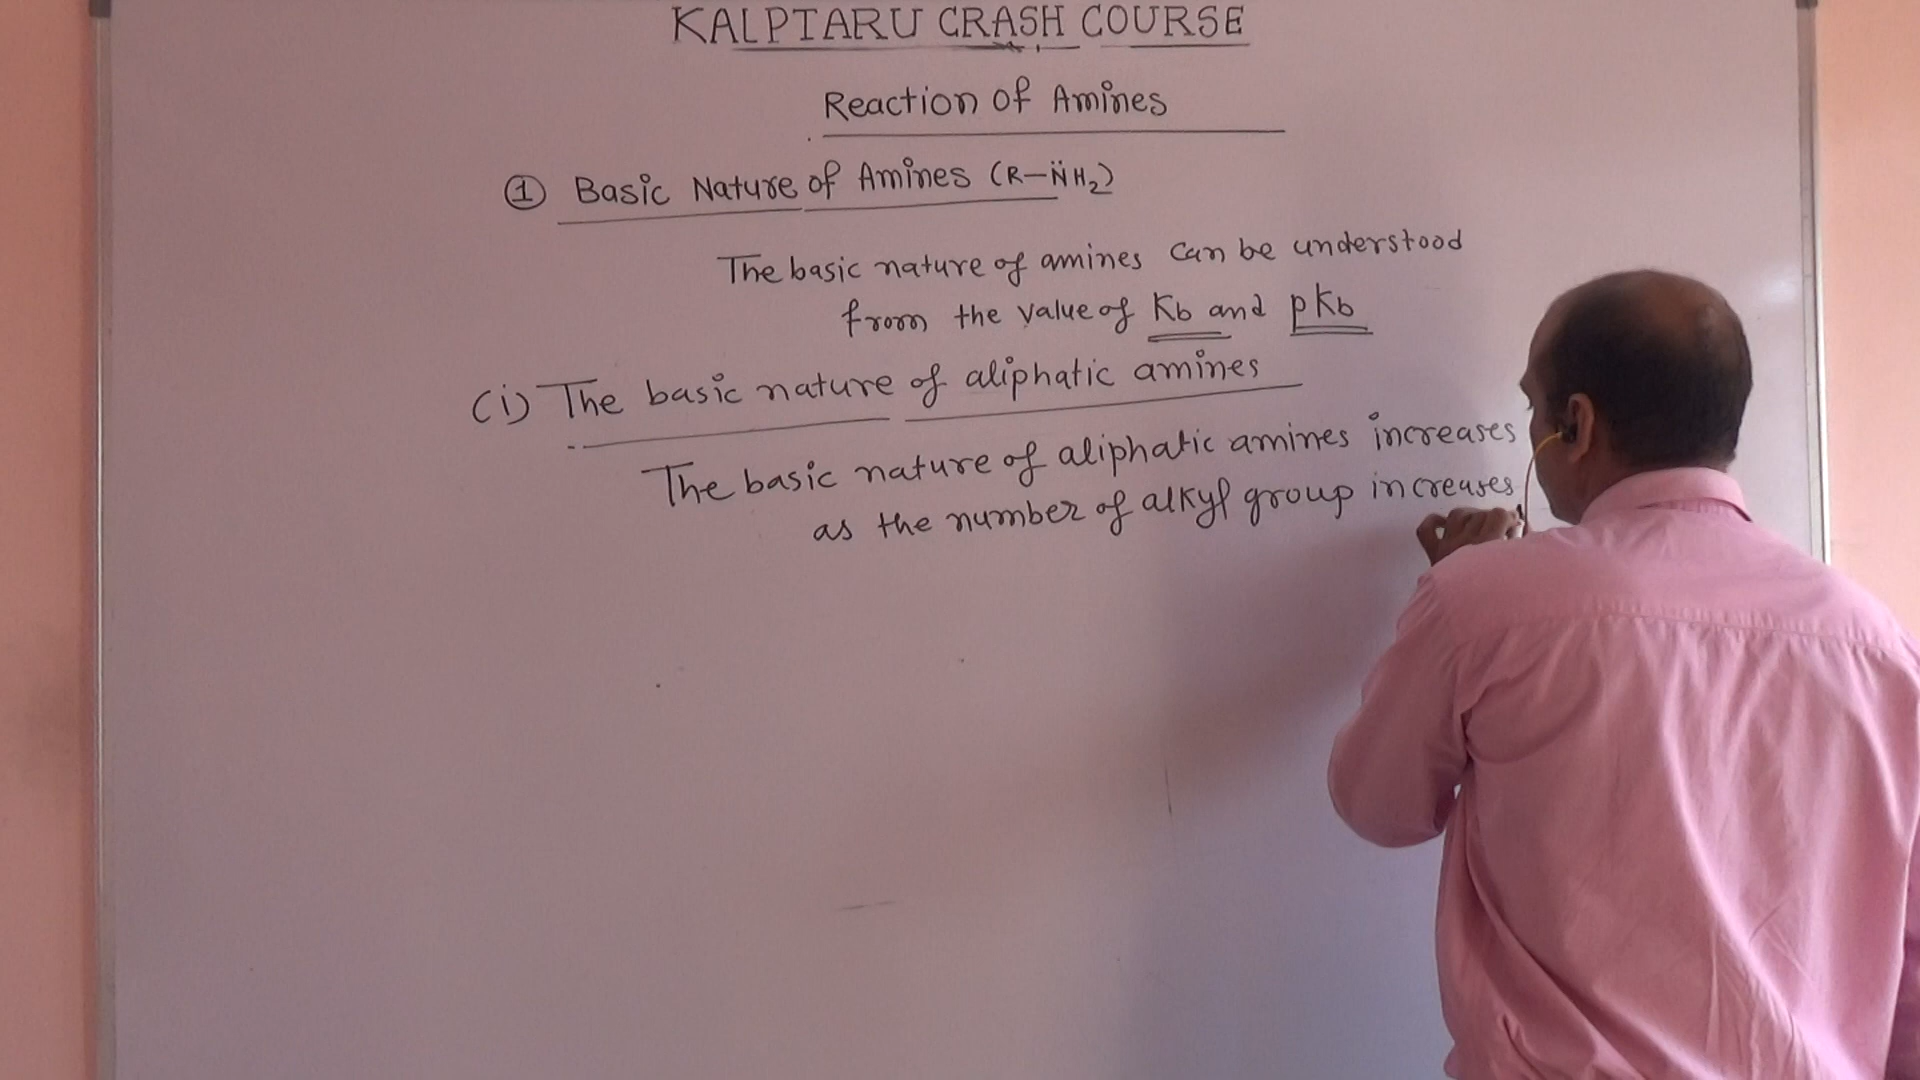 KALPTARU CRASH COURSE
Reaction of Amines
① Basic Nature of Amines (R-N̈H₂)
The basic nature of amines can be understood
from the value of Kb and pKb
(i) The basic nature of aliphatic amines
The basic nature of aliphatic amines increases
as the number of alkyl group increases